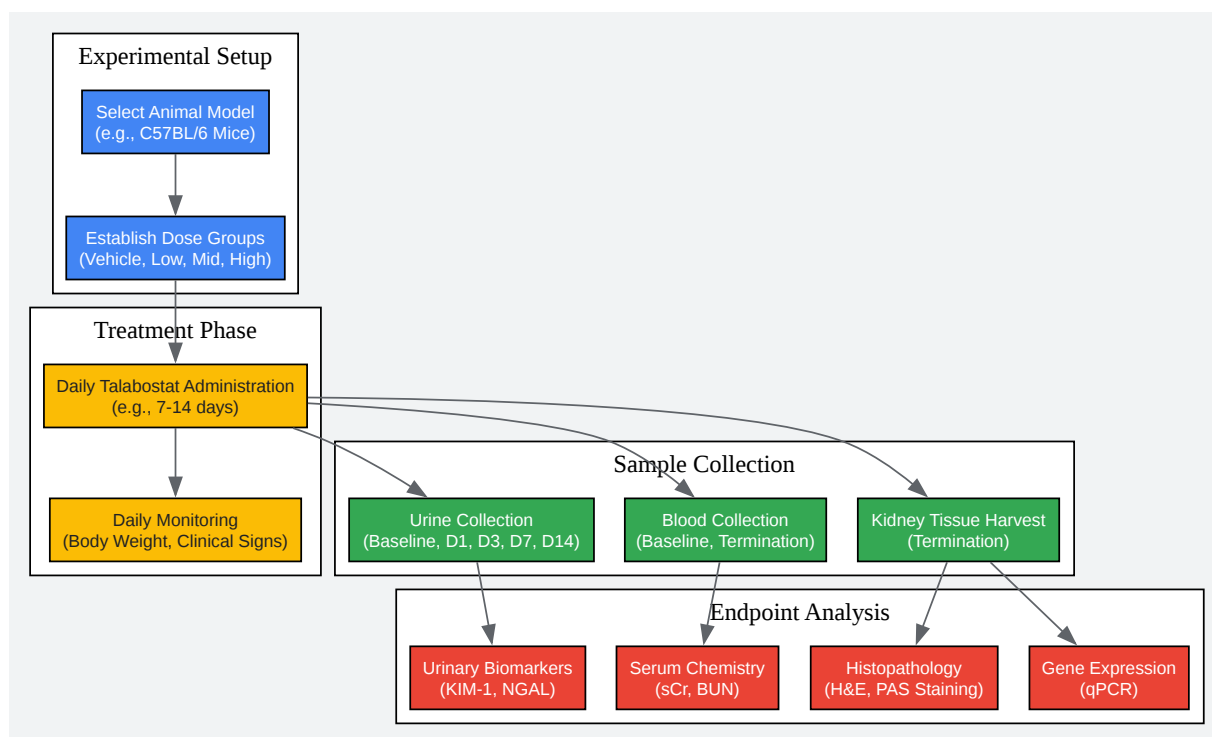 Experimental Setup
Select Animal Model
(e.g., C57BL/6 Mice)
Establish Dose Groups
(Vehicle, Low, Mid, High)
Treatment Phase
Daily Talabostat Administration
(e.g., 7-14 days)
Daily Monitoring
(Body Weight, Clinical Signs)
Sample Collection
Urine Collection
(Baseline, D1, D3, D7, D14)
Blood Collection
(Baseline, Termination)
Kidney Tissue Harvest
(Termination)
Endpoint Analysis
Urinary Biomarkers
(KIM-1, NGAL)
Serum Chemistry
(sCr, BUN)
Histopathology
(H&E, PAS Staining)
Gene Expression
(qPCR)